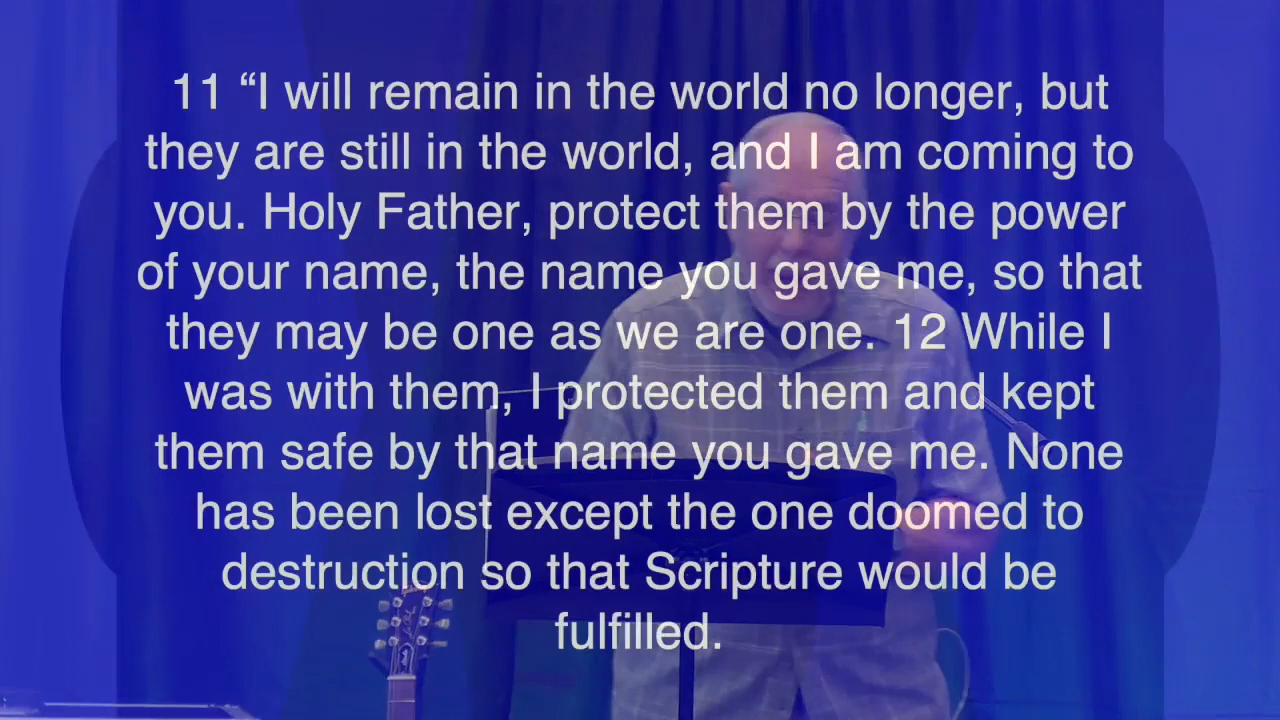 11 “I will remain in the world no longer, but
they are still in the world, and I am coming to
you. Holy Father, protect them by the power
of your name, the name you gave me, so that
they may be one as we are one. 12 While I
was with them, I protected them and kept
them safe by that name you gave me. None
has been lost except the one doomed to
destruction so that Scripture would be
fulfilled.